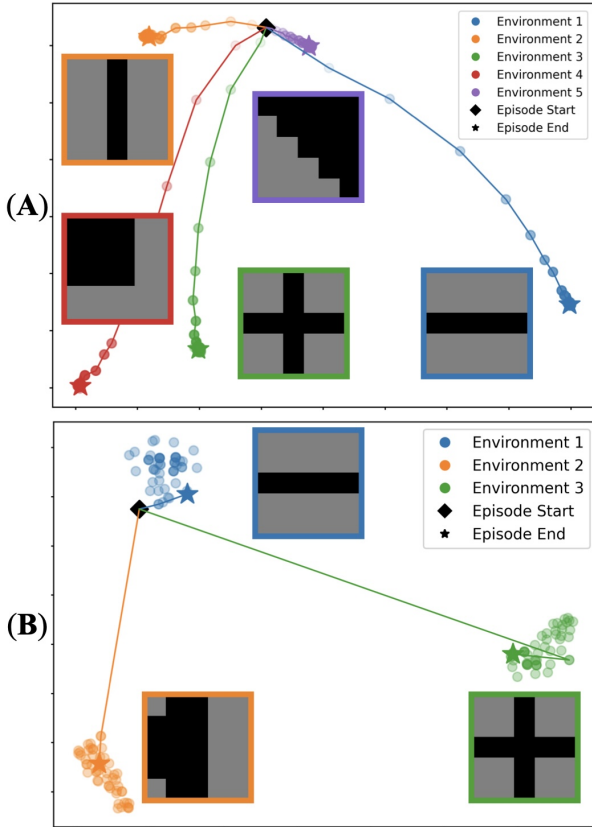 Environment 1
Environment 2
Environment 3
Environment 4
Environment 5
Episode Start
Episode End
(A)
Environment 1
Environment 2
Environment 3
Episode Start
Episode End
(B)